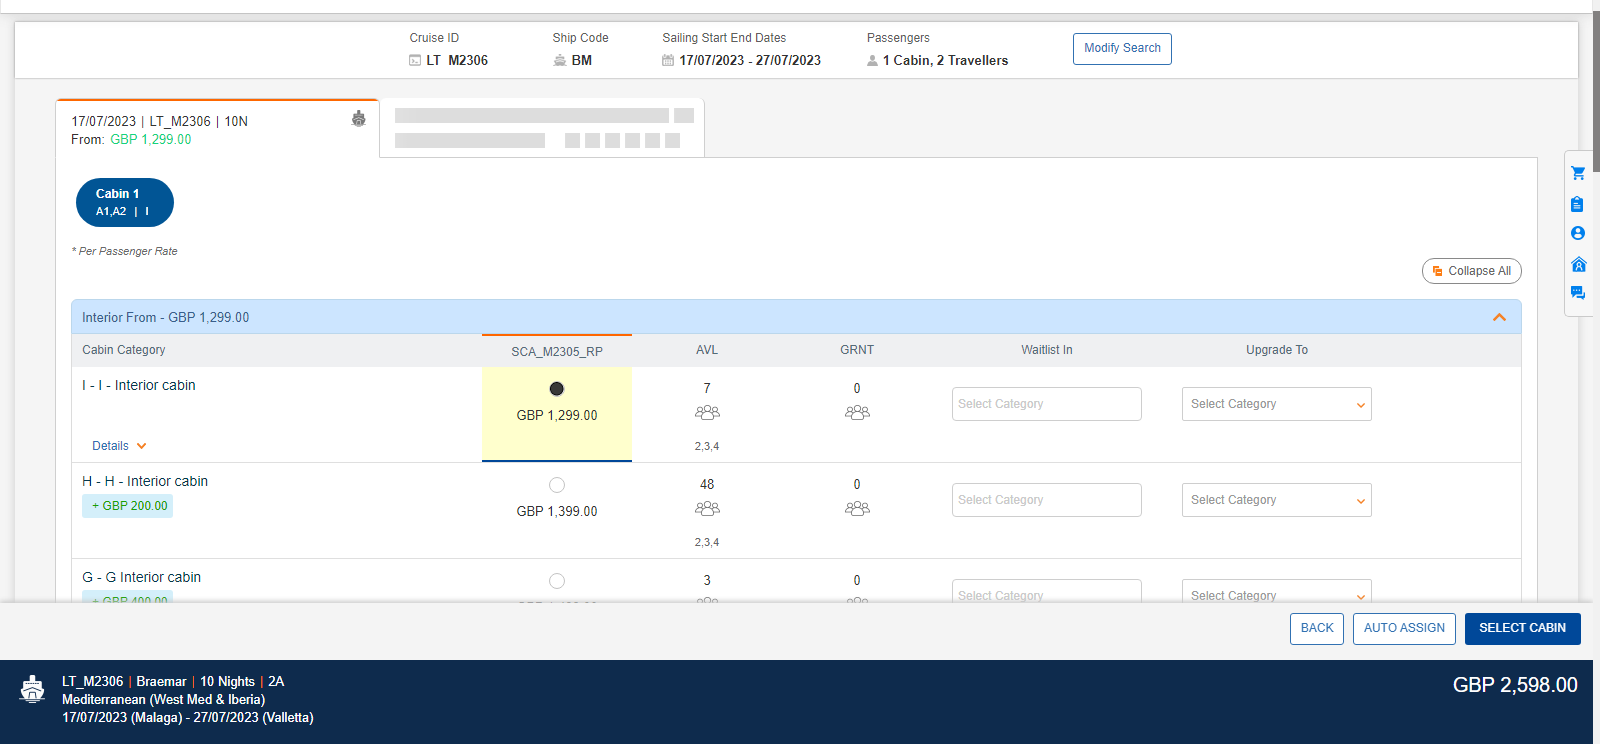 Cruise ID
LT_M2306
Ship Code
BM
Sailing Start End Dates
17/07/2023 - 27/07/2023
Passengers
1 Cabin, 2 Travellers
Modify Search
17/07/2023 | LT_M2306 | 10N
From: GBP 1,299.00
Cabin 1
A1,A2 | I
* Per Passenger Rate
Collapse All
Interior From - GBP 1,299.00
Cabin Category SCA_M2305_RP AVL GRNT Waitlist In Upgrade To
I - I - Interior cabin
GBP 1,299.00
7
2,3,4
0
Select Category
Select Category
Details
H - H - Interior cabin
+ GBP 200.00
GBP 1,399.00
48
2,3,4
0
Select Category
Select Category
G - G Interior cabin
+ GBP 400.00
3
0
Select Category
Select Category
BACK
AUTO ASSIGN
SELECT CABIN
LT_M2306 | Braemar | 10 Nights | 2A
Mediterranean (West Med & Iberia)
17/07/2023 (Malaga) - 27/07/2023 (Valletta)
GBP 2,598.00